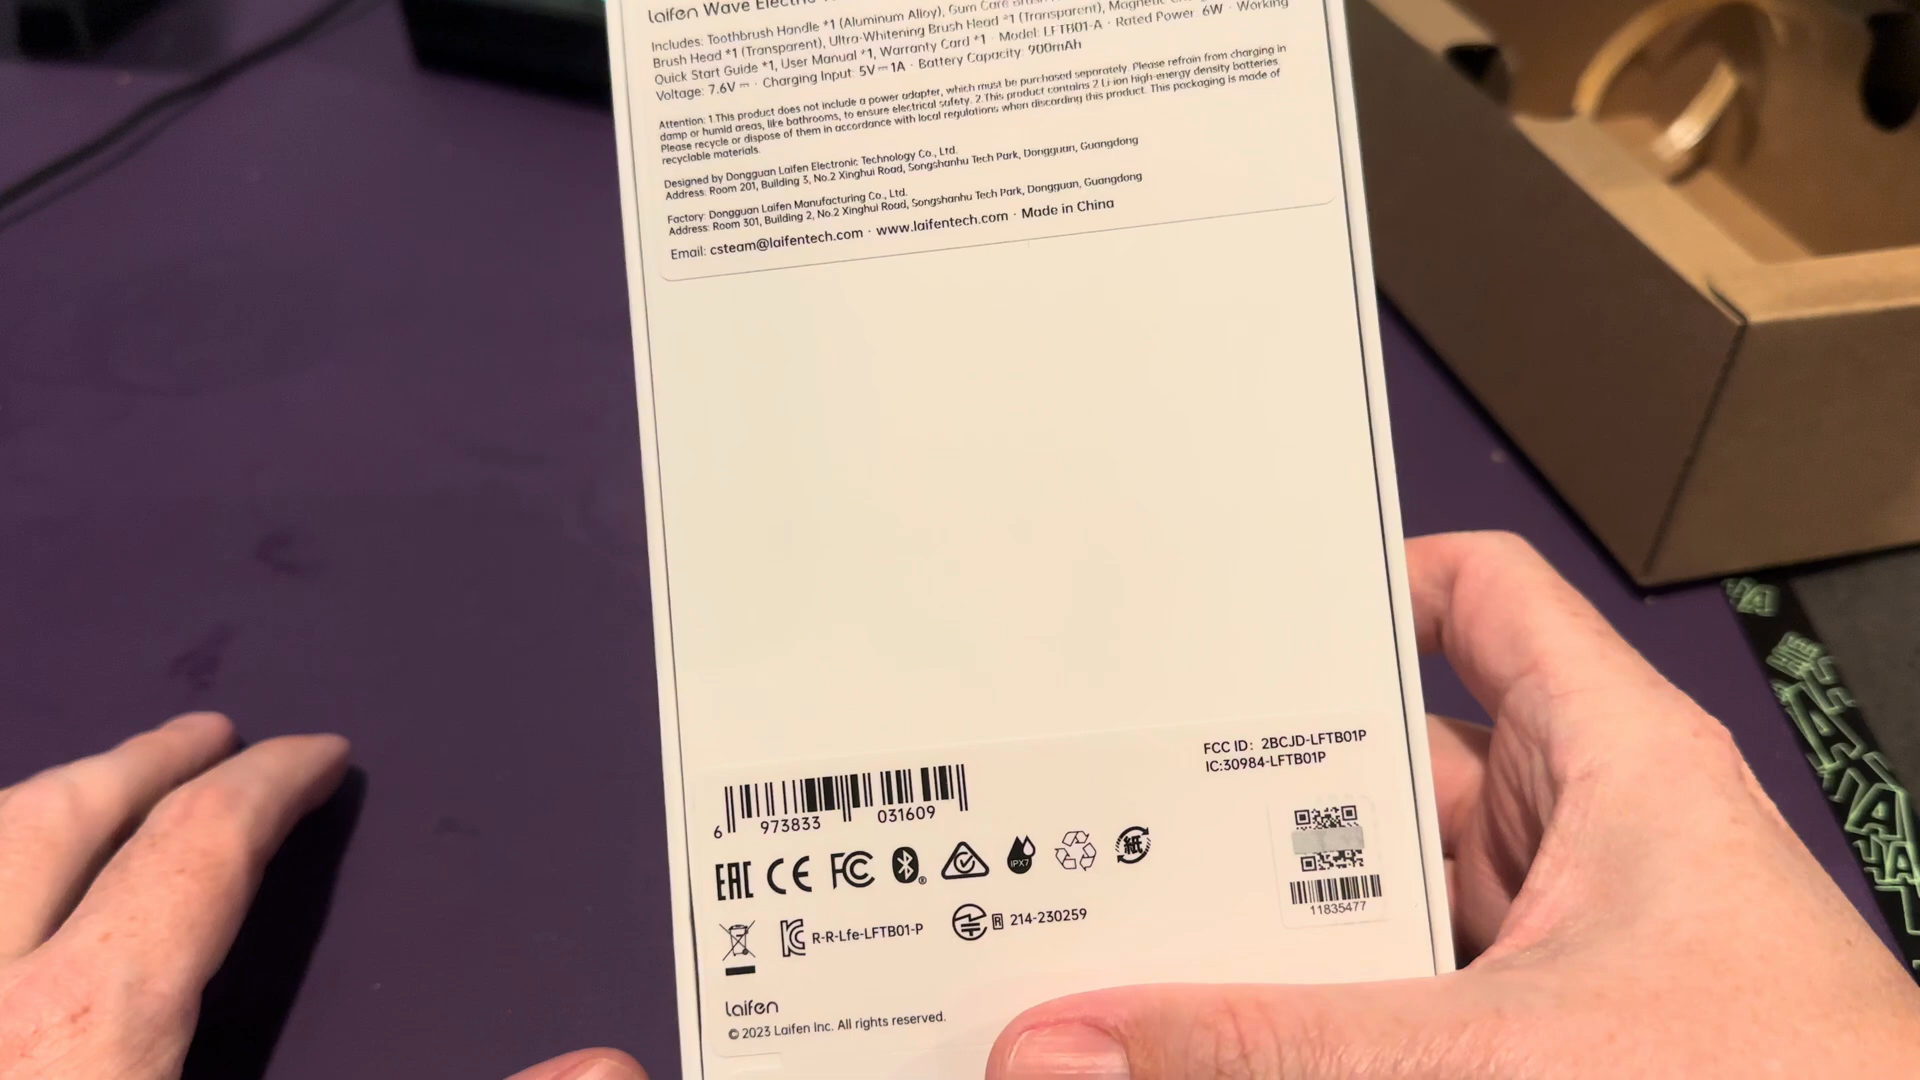 laifen Wave Electric
Includes: Toothbrush Handle *1 (Aluminum Alloy), Gum Care
Brush Head *1 (Transparent), Ultra-Whitening Brush Head *1 (Transparent), Magnetic
Quick Start Guide *1, User Manual *1, Warranty Card *1 · Model: LFTB01-A · Rated Power: 6W · Working
Voltage: 7.6V⎓ · Charging Input: 5V⎓1A · Battery Capacity: 900mAh
Attention: 1.This product does not include a power adapter, which must be purchased separately. Please refrain from charging in
damp or humid areas, like bathrooms, to ensure electrical safety. 2.This product contains 2 Li-ion high-energy density batteries.
Please recycle or dispose of them in accordance with local regulations when discarding this product. This packaging is made of
recyclable materials.
Designed by Dongguan Laifen Electronic Technology Co., Ltd.
Address: Room 201, Building 3, No.2 Xinghui Road, Songshanhu Tech Park, Dongguan, Guangdong
Factory: Dongguan Laifen Manufacturing Co., Ltd.
Address: Room 301, Building 2, No.2 Xinghui Road, Songshanhu Tech Park, Dongguan, Guangdong
Email: csteam@laifentech.com · www.laifentech.com · Made in China
FCC ID: 2BCJD-LFTB01P
IC:30984-LFTB01P
6 973833 031609
EAC CE FC IPX7 紙
11835477
R-R-Lfe-LFTB01-P
R 214-230259
laifen
© 2023 Laifen Inc. All rights reserved.